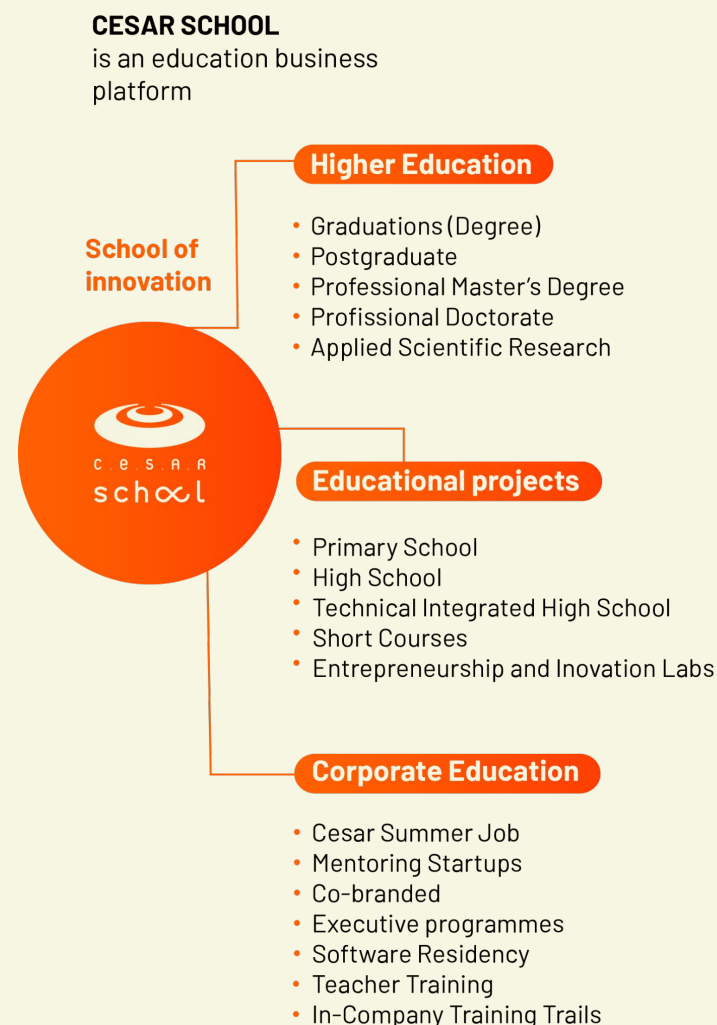 CESAR SCHOOL
is an education business
platform
Higher Education
• Graduations (Degree)
• Postgraduate
• Professional Master's Degree
• Profissional Doctorate
• Applied Scientific Research
School of
innovation
C.e.S.A.R
school
Educational projects
• Primary School
• High School
• Technical Integrated High School
• Short Courses
• Entrepreneurship and Inovation Labs
Corporate Education
• Cesar Summer Job
• Mentoring Startups
• Co-branded
• Executive programmes
• Software Residency
• Teacher Training
• In-Company Training Trails